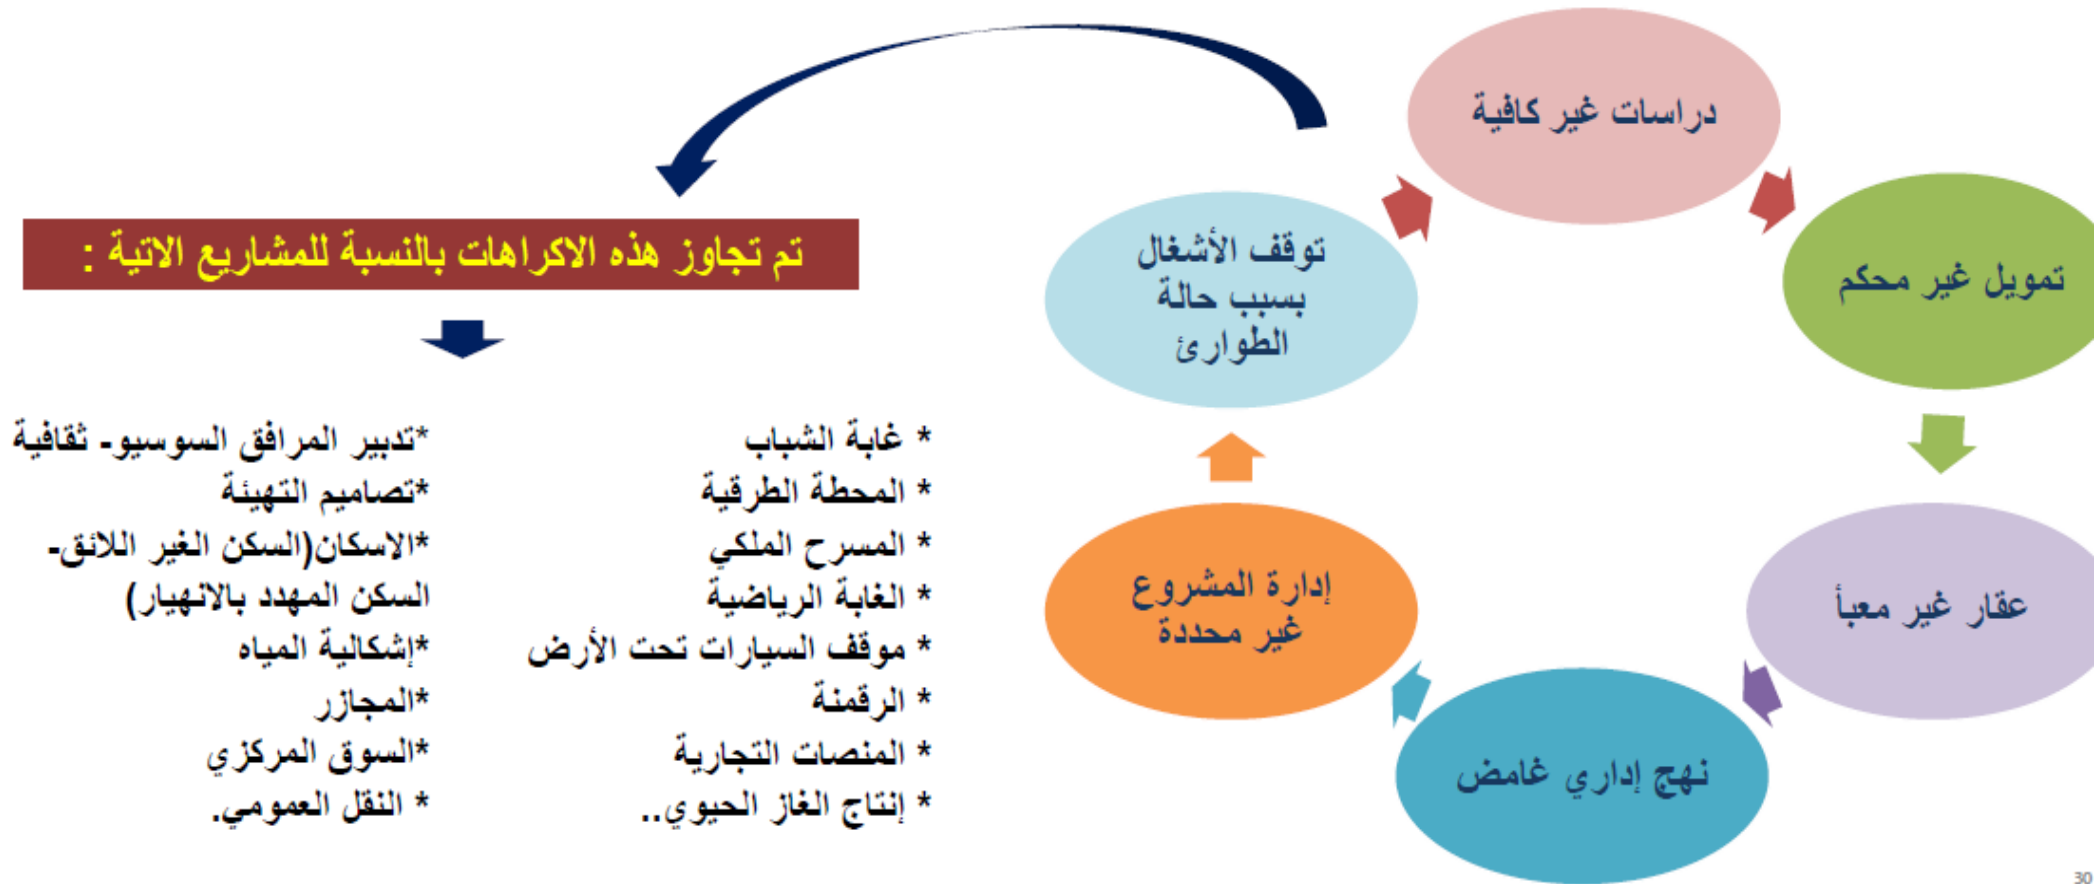 دراسات غير كافية
تمويل غير محكم
عقار غير معبأ
نهج إداري غامض
إدارة المشروع
غير محددة
توقف الأشغال
بسبب حالة
الطوارئ
تم تجاوز هذه الاكراهات بالنسبة للمشاريع الاتية :
* غابة الشباب
* المحطة الطرقية
* المسرح الملكي
* الغابة الرياضية
* موقف السيارات تحت الأرض
* الرقمنة
* المنصات التجارية
* إنتاج الغاز الحيوي..
*تدبير المرافق السوسيو- ثقافية
*تصاميم التهيئة
*الاسكان(السكن الغير اللائق-
السكن المهدد بالانهيار)
*إشكالية المياه
*المجازر
*السوق المركزي
* النقل العمومي.
30